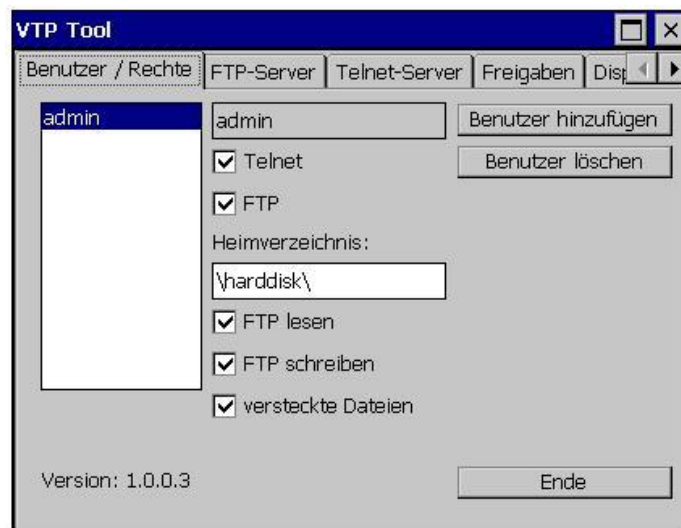 VTP Tool
Benutzer / Rechte FTP-Server Telnet-Server Freigaben
admin
admin
Benutzer hinzufügen
Telnet
Benutzer löschen
FTP
Heimverzeichnis:
\harddisk\
FTP lesen
FTP schreiben
versteckte Dateien
Version: 1.0.0.3
Ende